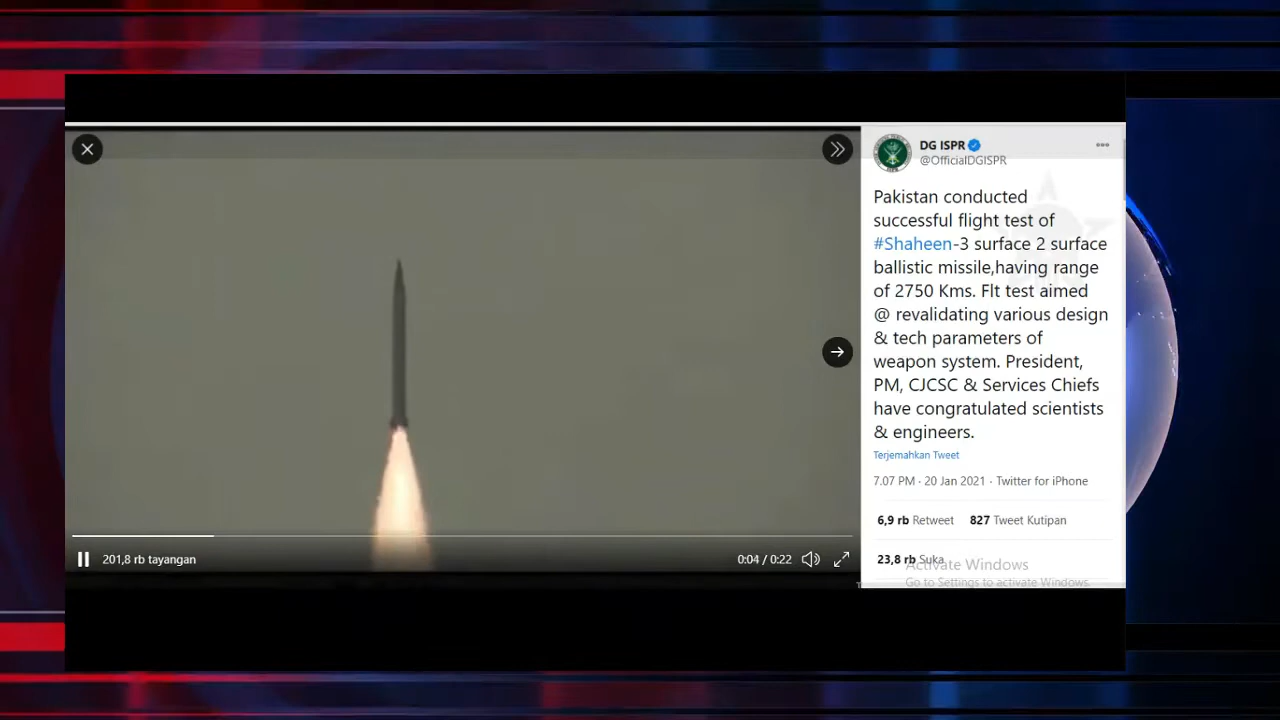 DG ISPR
@OfficialDGISPR
Pakistan conducted
successful flight test of
#Shaheen-3 surface 2 surface
ballistic missile,having range
of 2750 Kms. Flt test aimed
@ revalidating various design
& tech parameters of
weapon system. President,
PM, CJCSC & Services Chiefs
have congratulated scientists
& engineers.
Terjemahkan Tweet
7.07 PM · 20 Jan 2021 · Twitter for iPhone
6,9 rb Retweet 827 Tweet Kutipan
201,8 rb tayangan 0:04 / 0:22
23,8 rb Suka
Activate Windows
Go to Settings to activate Windows.